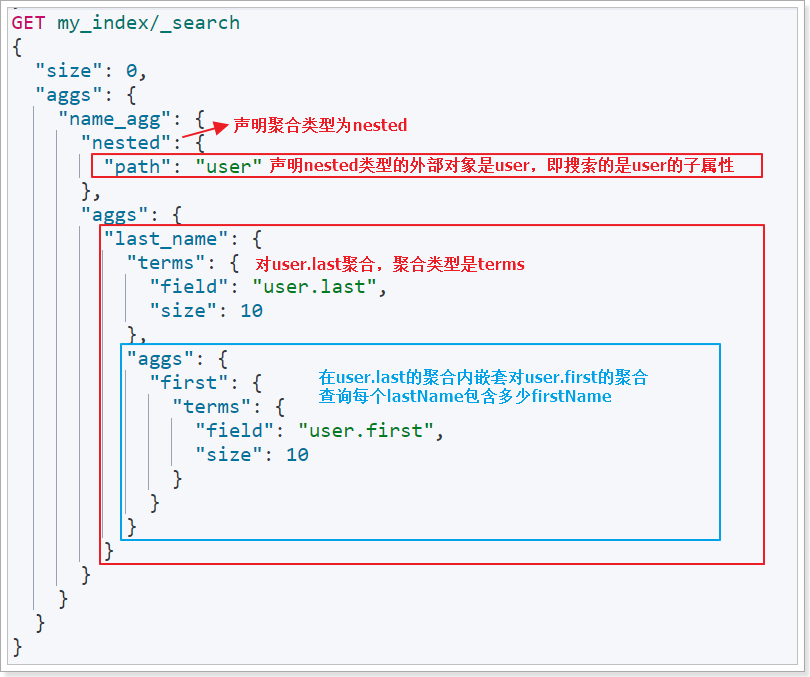 GET my_index/_search
{
  "size": 0,
  "aggs": {
    "name_agg": {
声明聚合类型为nested
      "nested": {
        "path": "user" 声明nested类型的外部对象是user，即搜索的是user的子属性
      },
      "aggs": {
        "last_name": {
          "terms": { 对user.last聚合，聚合类型是terms
            "field": "user.last",
            "size": 10
          },
          "aggs": {
            "first": { 在user.last的聚合内嵌套对user.first的聚合
查询每个lastName包含多少firstName
              "terms": {
                "field": "user.first",
                "size": 10
              }
            }
          }
        }
      }
    }
  }
}